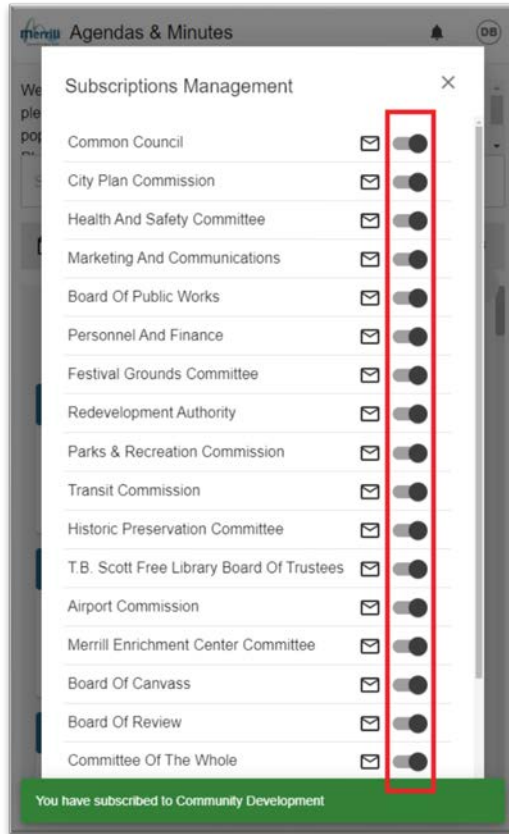 merrill Agendas & Minutes DB
We
ple
pop
Subscriptions Management
Common Council
City Plan Commission
Health And Safety Committee
Marketing And Communications
Board Of Public Works
Personnel And Finance
Festival Grounds Committee
Redevelopment Authority
Parks & Recreation Commission
Transit Commission
Historic Preservation Committee
T.B. Scott Free Library Board Of Trustees
Airport Commission
Merrill Enrichment Center Committee
Board Of Canvass
Board Of Review
Committee Of The Whole
You have subscribed to Community Development